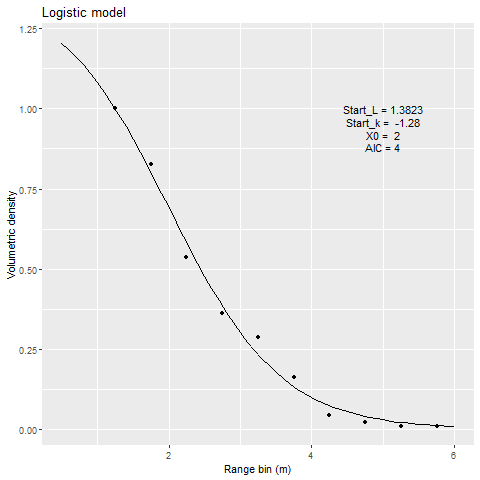 Logistic model
1.25
1.00
0.75
0.50
0.25
0.00
Volumetric density
Start_L = 1.3823
Start_k = -1.28
X0 = 2
AIC = 4
2
4
6
Range bin (m)